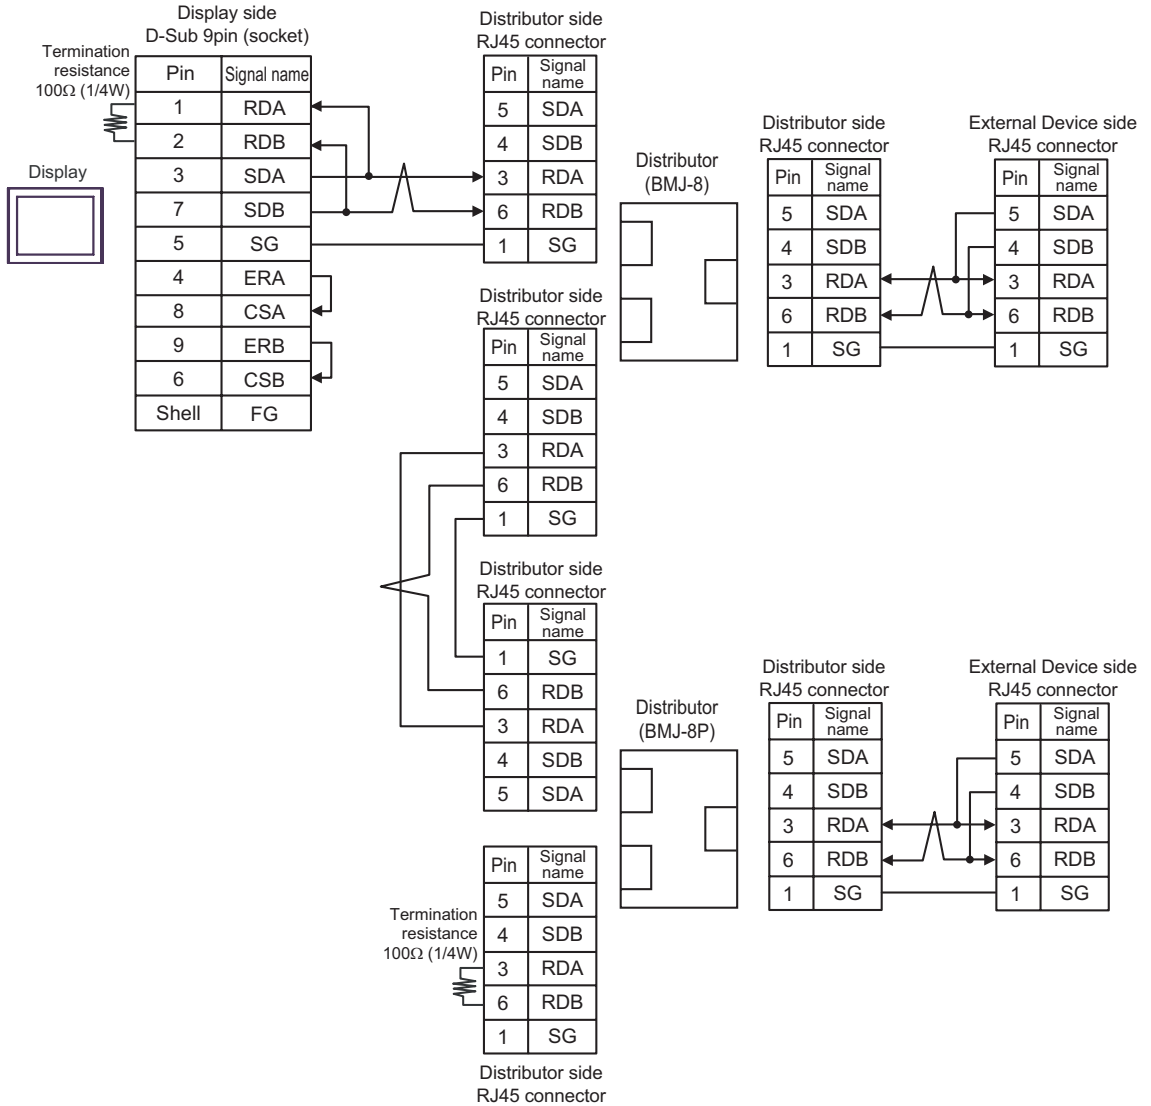 Display side
D-Sub 9pin (socket)
Termination
resistance
100Ω (1/4W)
Pin Signal name
1 RDA
2 RDB
3 SDA
7 SDB
5 SG
4 ERA
8 CSA
9 ERB
6 CSB
Shell FG
Display
Distributor side
RJ45 connector
Pin Signal
name
5 SDA
4 SDB
3 RDA
6 RDB
1 SG
Distributor
(BMJ-8)
Distributor side
RJ45 connector
Pin Signal
name
5 SDA
4 SDB
3 RDA
6 RDB
1 SG
External Device side
RJ45 connector
Pin Signal
name
5 SDA
4 SDB
3 RDA
6 RDB
1 SG
Distributor side
RJ45 connector
Pin Signal
name
5 SDA
4 SDB
3 RDA
6 RDB
1 SG
Distributor side
RJ45 connector
Pin Signal
name
1 SG
6 RDB
3 RDA
4 SDB
5 SDA
Distributor
(BMJ-8P)
Distributor side
RJ45 connector
Pin Signal
name
5 SDA
4 SDB
3 RDA
6 RDB
1 SG
External Device side
RJ45 connector
Pin Signal
name
5 SDA
4 SDB
3 RDA
6 RDB
1 SG
Termination
resistance
100Ω (1/4W)
Pin Signal
name
5 SDA
4 SDB
3 RDA
6 RDB
1 SG
Distributor side
RJ45 connector